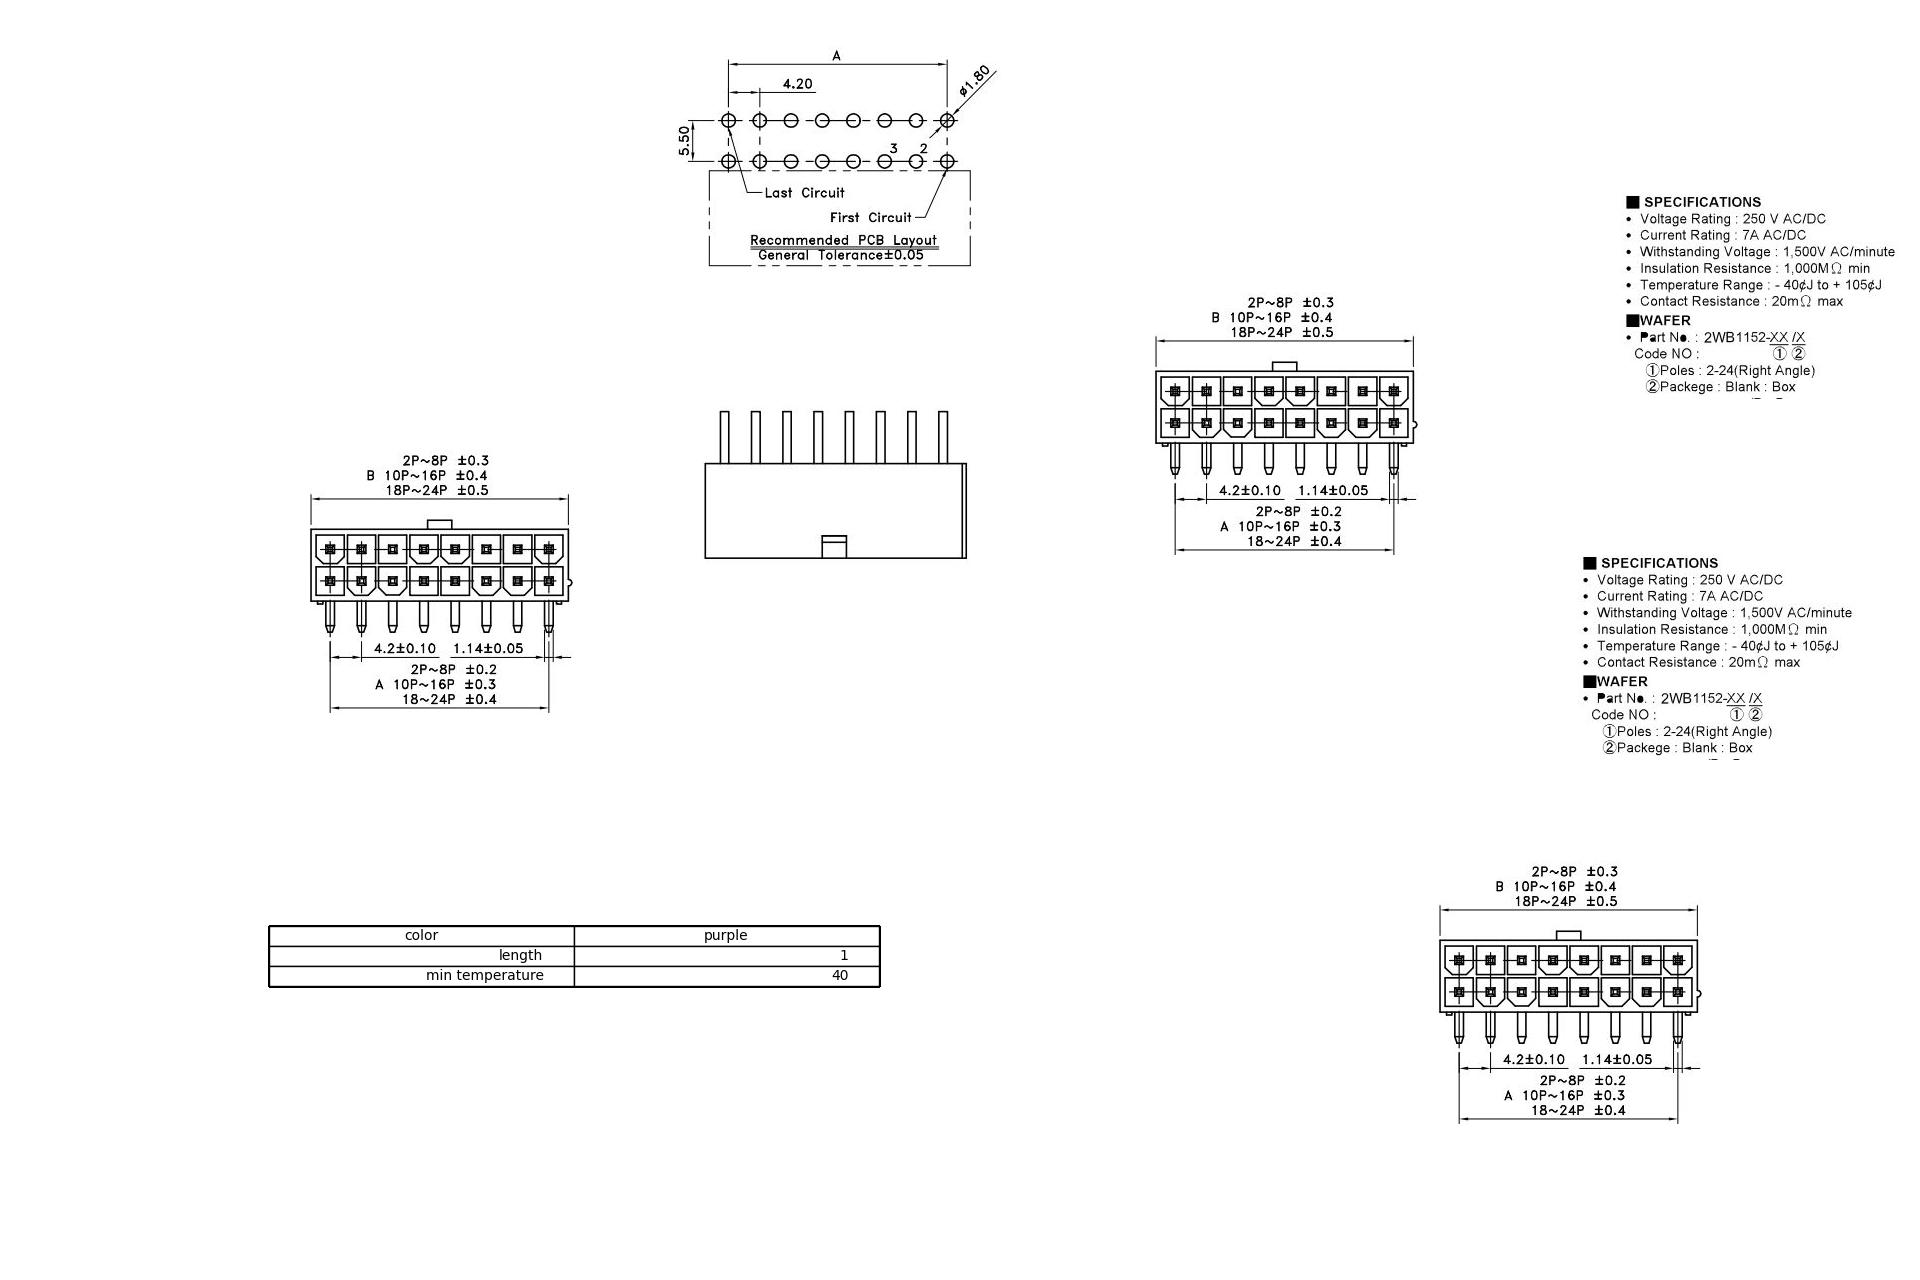 A
4.20
ø1.80
5.50
3 2
Last Circuit
First Circuit
Recommended PCB Layout
General Tolerance±0.05
■ SPECIFICATIONS
• Voltage Rating : 250 V AC/DC
• Current Rating : 7A AC/DC
• Withstanding Voltage : 1,500V AC/minute
• Insulation Resistance : 1,000MΩ min
• Temperature Range : - 40¢J to + 105¢J
• Contact Resistance : 20mΩ max
■WAFER
• Part No. : 2WB1152-XX /X
Code NO : ① ②
①Poles : 2-24(Right Angle)
②Packege : Blank : Box
2P~8P ±0.3
B 10P~16P ±0.4
18P~24P ±0.5
4.2±0.10 1.14±0.05
2P~8P ±0.2
A 10P~16P ±0.3
18~24P ±0.4
2P~8P ±0.3
B 10P~16P ±0.4
18P~24P ±0.5
4.2±0.10 1.14±0.05
2P~8P ±0.2
A 10P~16P ±0.3
18~24P ±0.4
■ SPECIFICATIONS
• Voltage Rating : 250 V AC/DC
• Current Rating : 7A AC/DC
• Withstanding Voltage : 1,500V AC/minute
• Insulation Resistance : 1,000MΩ min
• Temperature Range : - 40¢J to + 105¢J
• Contact Resistance : 20mΩ max
■WAFER
• Part No. : 2WB1152-XX /X
Code NO : ① ②
①Poles : 2-24(Right Angle)
②Packege : Blank : Box
color purple
length 1
min temperature 40
2P~8P ±0.3
B 10P~16P ±0.4
18P~24P ±0.5
4.2±0.10 1.14±0.05
2P~8P ±0.2
A 10P~16P ±0.3
18~24P ±0.4